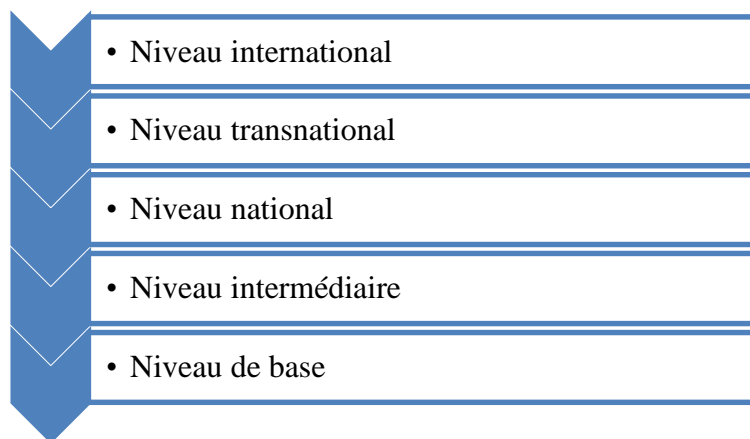 • Niveau international
• Niveau transnational
• Niveau national
• Niveau intermédiaire
• Niveau de base